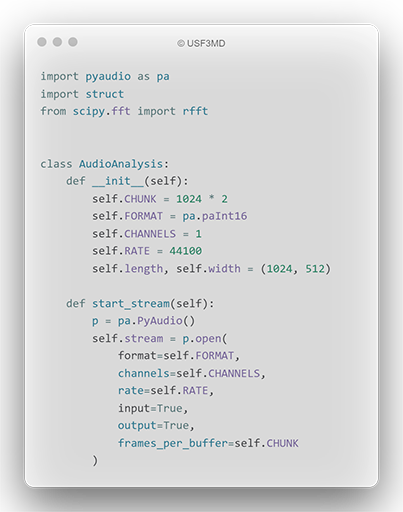 © USF3MD
import pyaudio as pa
import struct
from scipy.fft import rfft
class AudioAnalysis:
    def __init__(self):
        self.CHUNK = 1024 * 2
        self.FORMAT = pa.paInt16
        self.CHANNELS = 1
        self.RATE = 44100
        self.length, self.width = (1024, 512)
    def start_stream(self):
        p = pa.PyAudio()
        self.stream = p.open(
            format=self.FORMAT,
            channels=self.CHANNELS,
            rate=self.RATE,
            input=True,
            output=True,
            frames_per_buffer=self.CHUNK
        )